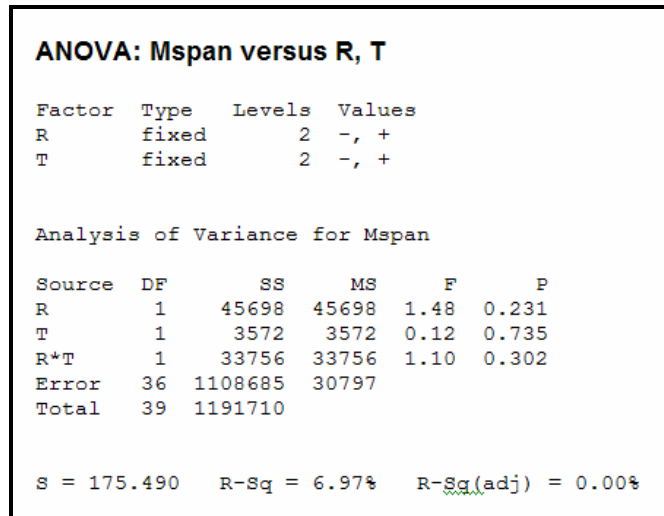 ANOVA: Mspan versus R, T
Factor Type Levels Values
R fixed 2 -, +
T fixed 2 -, +
Analysis of Variance for Mspan
Source DF SS MS F P
R 1 45698 45698 1.48 0.231
T 1 3572 3572 0.12 0.735
R*T 1 33756 33756 1.10 0.302
Error 36 1108685 30797
Total 39 1191710
S = 175.490 R-Sq = 6.97% R-Sq(adj) = 0.00%